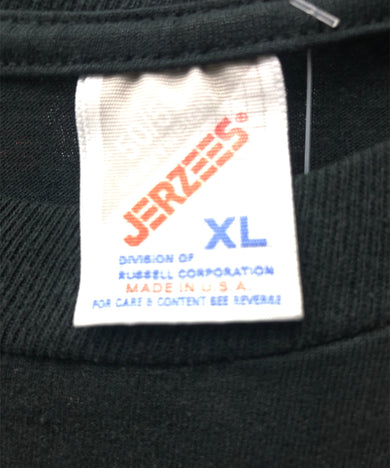 JERZEES®
XL
DIVISION OF
RUSSELL CORPORATION
MADE IN U.S.A.
FOR CARE & CONTENT SEE REVERSE